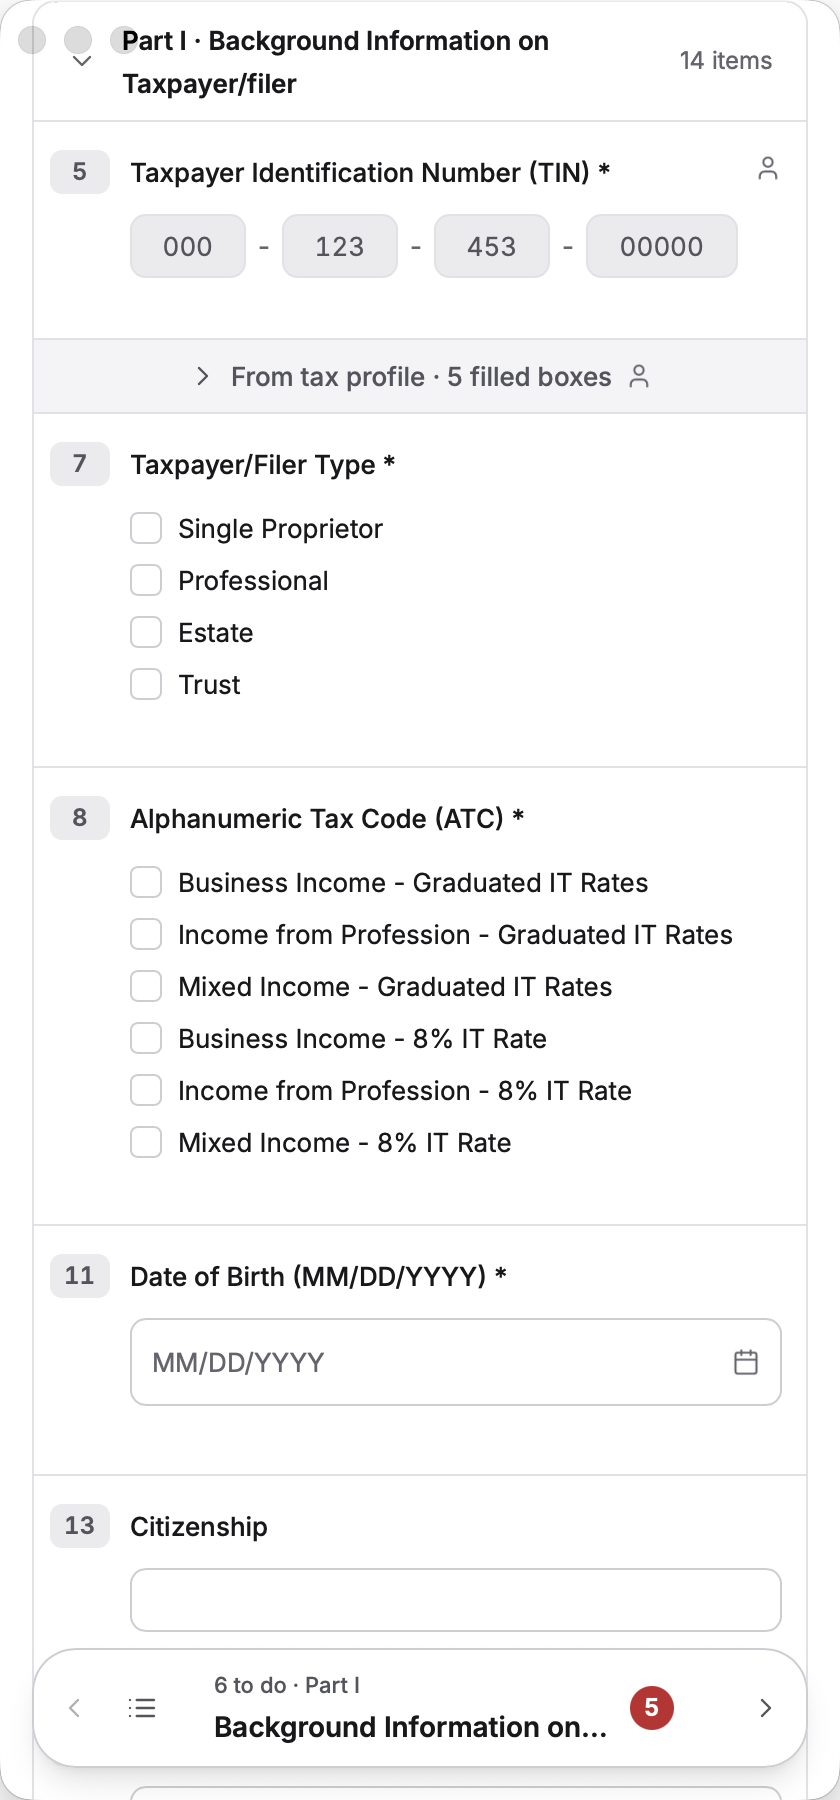 Part I · Background Information on
Taxpayer/filer
14 items
5
Taxpayer Identification Number (TIN) *
000 - 123 - 453 - 00000
From tax profile · 5 filled boxes
7
Taxpayer/Filer Type *
Single Proprietor
Professional
Estate
Trust
8
Alphanumeric Tax Code (ATC) *
Business Income - Graduated IT Rates
Income from Profession - Graduated IT Rates
Mixed Income - Graduated IT Rates
Business Income - 8% IT Rate
Income from Profession - 8% IT Rate
Mixed Income - 8% IT Rate
11
Date of Birth (MM/DD/YYYY) *
MM/DD/YYYY
13
Citizenship
6 to do · Part I
Background Information on...
5